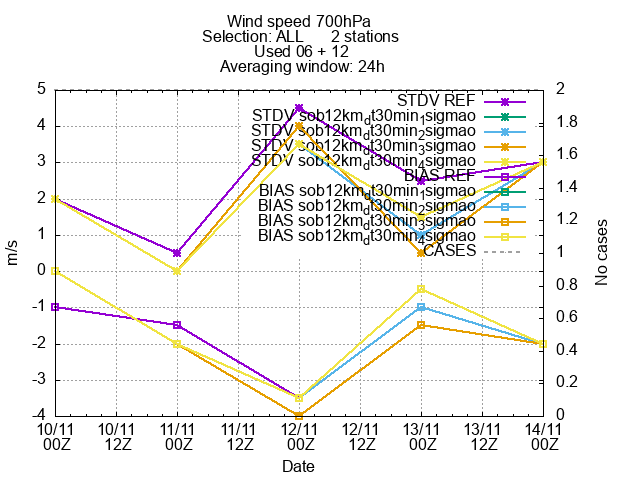 Wind speed 700hPa
Selection: ALL 2 stations
Used 06 + 12
Averaging window: 24h
STDV REF
STDV sob12km_dt30min_1sigmao
STDV sob12km_dt30min_2sigmao
STDV sob12km_dt30min_3sigmao
STDV sob12km_dt30min_4sigmao
BIAS REF
BIAS sob12km_dt30min_1sigmao
BIAS sob12km_dt30min_2sigmao
BIAS sob12km_dt30min_3sigmao
BIAS sob12km_dt30min_4sigmao
CASES
m/s
5
4
3
2
1
0
-1
-2
-3
-4
No cases
2
1.8
1.6
1.4
1.2
1
0.8
0.6
0.4
0.2
0
10/11 10/11 11/11 11/11 12/11 12/11 13/11 13/11 14/11
00Z 12Z 00Z 12Z 00Z 12Z 00Z 12Z 00Z
Date